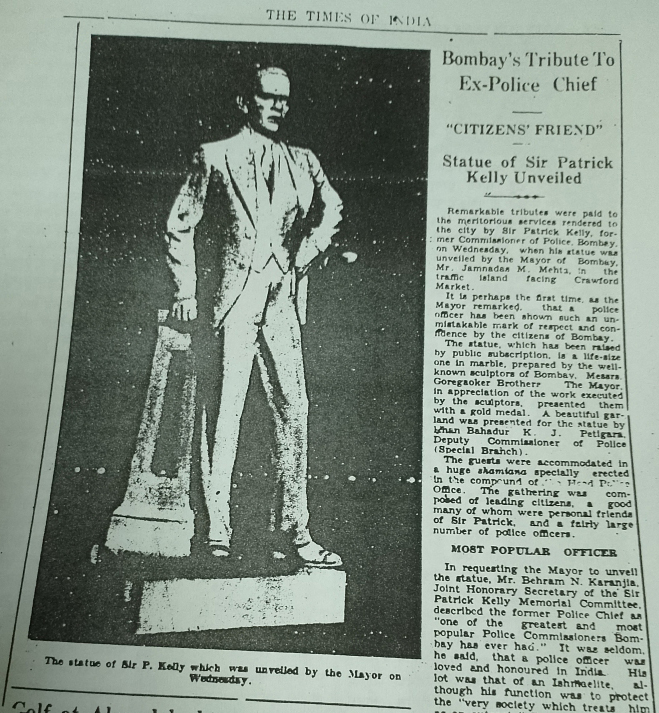 THE TIMES OF INDIA
Bombay's Tribute To
Ex-Police Chief
"CITIZENS' FRIEND"
Statue of Sir Patrick
Kelly Unveiled
Remarkable tributes were paid to
the meritorious services rendered to
the city by Sir Patrick Kelly, for-
mer Commissioner of Police, Bombay,
on Wednesday, when his statue was
unveiled by the Mayor of Bombay,
Mr. Jamnadas M. Mehta, in the
traffic island facing Crawford
Market.
It is perhaps the first time, as the
Mayor remarked, that a police
officer has been shown such an un-
mistakable mark of respect and con-
fidence by the citizens of Bombay.
The statue, which has been raised
by public subscription, is a life-size
one in marble, prepared by the well-
known sculptors of Bombay, Messrs.
Goregaoker Brothers The Mayor,
in appreciation of the work executed
by the sculptors, presented them
with a gold medal. A beautiful gar-
land was presented for the statue by
Khan Bahadur K. J. Petigara,
Deputy Commissioner of Police
(Special Branch).
The guests were accommodated in
a huge shamiana specially erected
in the compound of Head Police
Office. The gathering was com-
posed of leading citizens, a good
many of whom were personal friends
of Sir Patrick, and a fairly large
number of police officers.
MOST POPULAR OFFICER
In requesting the Mayor to unveil
the statue, Mr. Behram N. Karanjia,
Joint Honorary Secretary of the Sir
Patrick Kelly Memorial Committee,
described the former Police Chief as
"one of the greatest and most
popular Police Commissioners Bom-
bay has ever had." It was seldom,
he said, that a police officer was
loved and honoured in India. His
lot was that of an Ishmaelite, al-
though his function was to protect
the "very society which treats him
The statue of Sir P. Kelly which was unveiled by the Mayor on
Wednesday.
Golf at